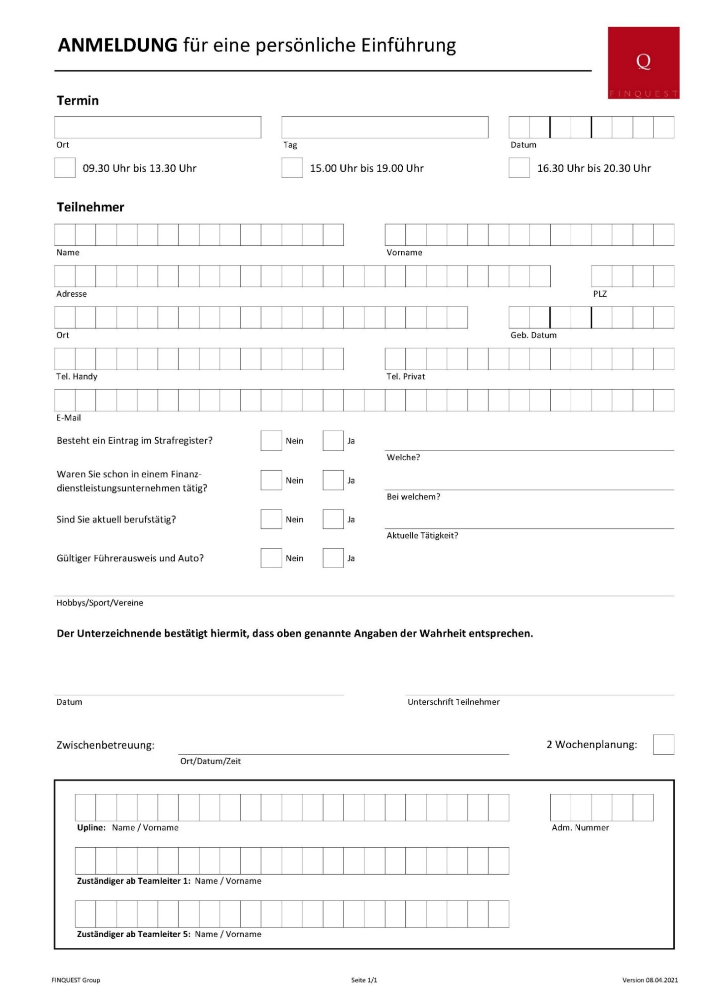 ANMELDUNG für eine persönliche Einführung
Q
FINQUEST
Termin
Ort Tag Datum
09.30 Uhr bis 13.30 Uhr 15.00 Uhr bis 19.00 Uhr 16.30 Uhr bis 20.30 Uhr
Teilnehmer
Name Vorname
Adresse PLZ
Ort Geb. Datum
Tel. Handy Tel. Privat
E-Mail
Besteht ein Eintrag im Strafregister? Nein Ja
Welche?
Waren Sie schon in einem Finanz-
dienstleistungsunternehmen tätig? Nein Ja
Bei welchem?
Sind Sie aktuell berufstätig? Nein Ja
Aktuelle Tätigkeit?
Gültiger Führerausweis und Auto? Nein Ja
Hobbys/Sport/Vereine
Der Unterzeichnende bestätigt hiermit, dass oben genannte Angaben der Wahrheit entsprechen.
Datum Unterschrift Teilnehmer
Zwischenbetreuung: 2 Wochenplanung:
Ort/Datum/Zeit
Upline: Name / Vorname Adm. Nummer
Zuständiger ab Teamleiter 1: Name / Vorname
Zuständiger ab Teamleiter 5: Name / Vorname
FINQUEST Group Seite 1/1 Version 08.04.2021